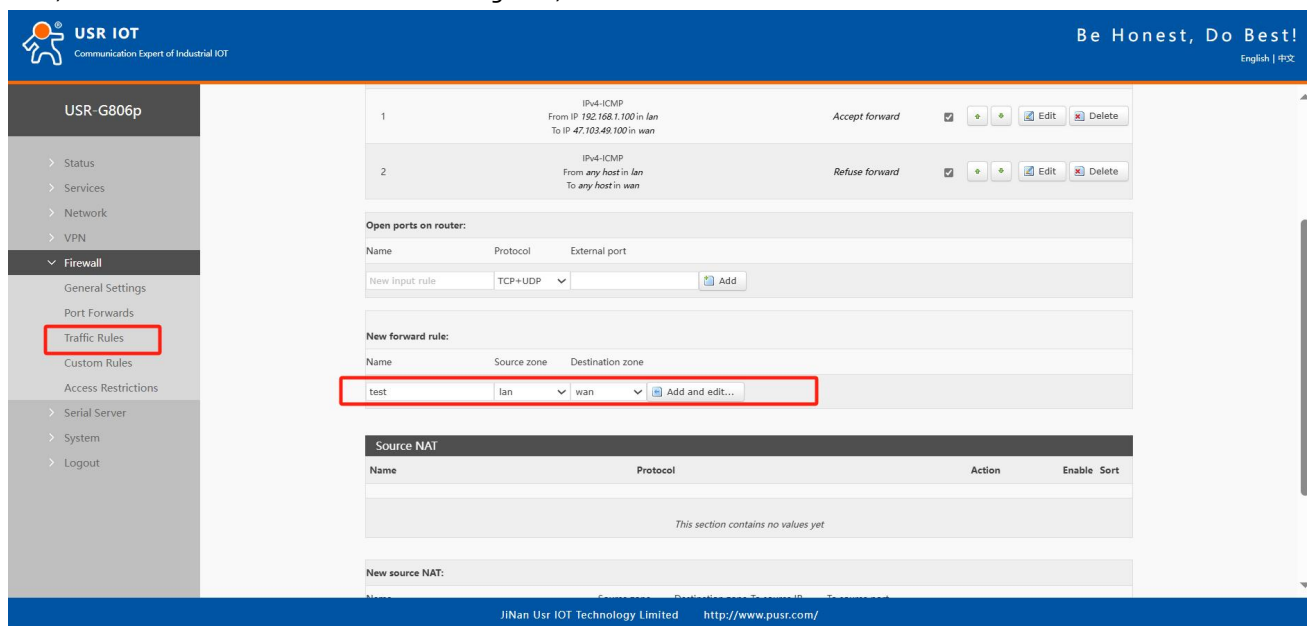 USR IOT
Communication Expert of Industrial IOT
Be Honest, Do Best!
English | 中文
USR-G806p
Status
Services
Network
VPN
Firewall
General Settings
Port Forwards
Traffic Rules
Custom Rules
Access Restrictions
Serial Server
System
Logout
1
IPv4-ICMP
From IP 192.168.1.100 in lan
To IP 47.103.49.100 in wan
Accept forward
Edit Delete
2
IPv4-ICMP
From any host in lan
To any host in wan
Refuse forward
Edit Delete
Open ports on router:
Name Protocol External port
New input rule TCP+UDP Add
New forward rule:
Name Source zone Destination zone
test lan wan Add and edit...
Source NAT
Name Protocol Action Enable Sort
This section contains no values yet
New source NAT:
JiNan Usr IOT Technology Limited http://www.pusr.com/